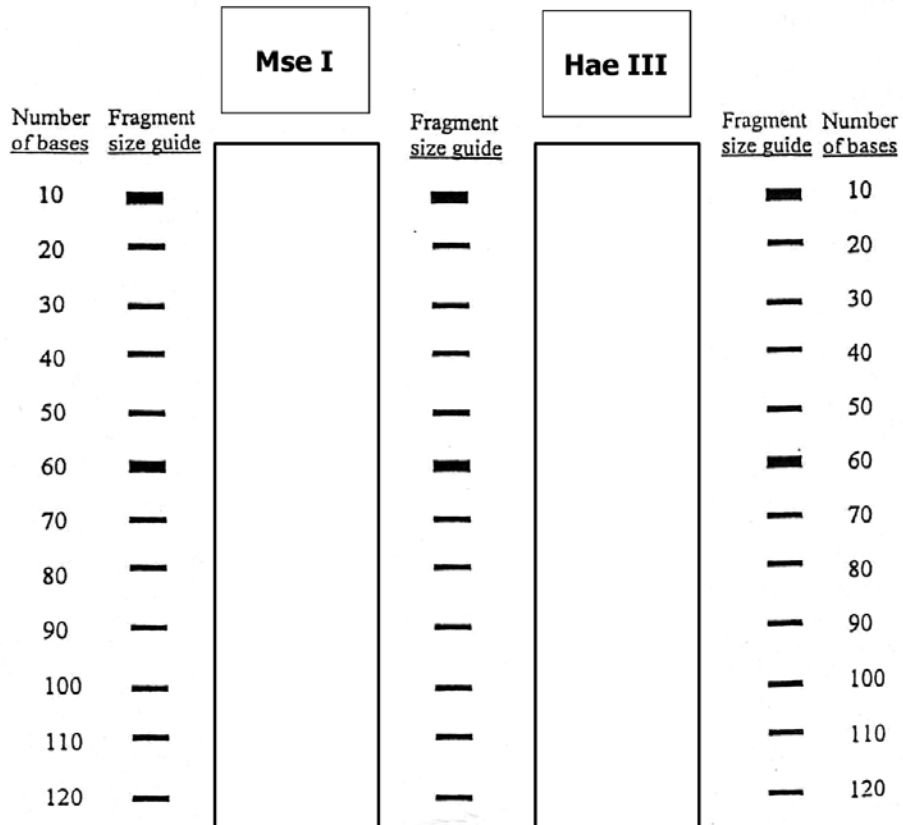 Mse I
Hae III
Number Fragment
of bases size guide
Fragment
size guide
Fragment Number
size guide of bases
10 10
20 20
30 30
40 40
50 50
60 60
70 70
80 80
90 90
100 100
110 110
120 120